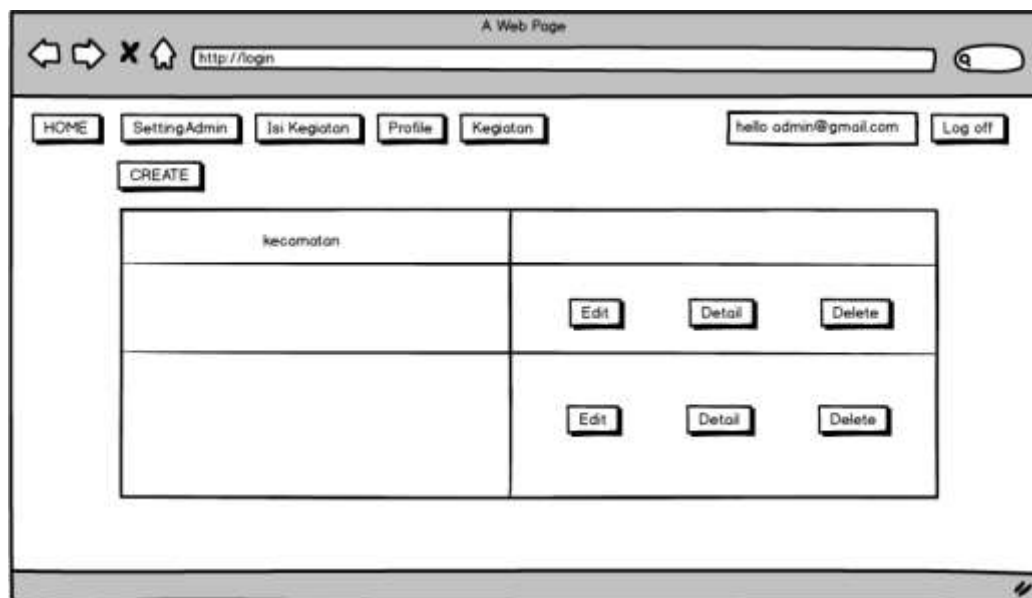 A Web Page
http://login
HOME SettingAdmin Isi Kegiatan Profile Kegiatan hello admin@gmail.com Log off
CREATE
kecamatan
Edit Detail Delete
Edit Detail Delete